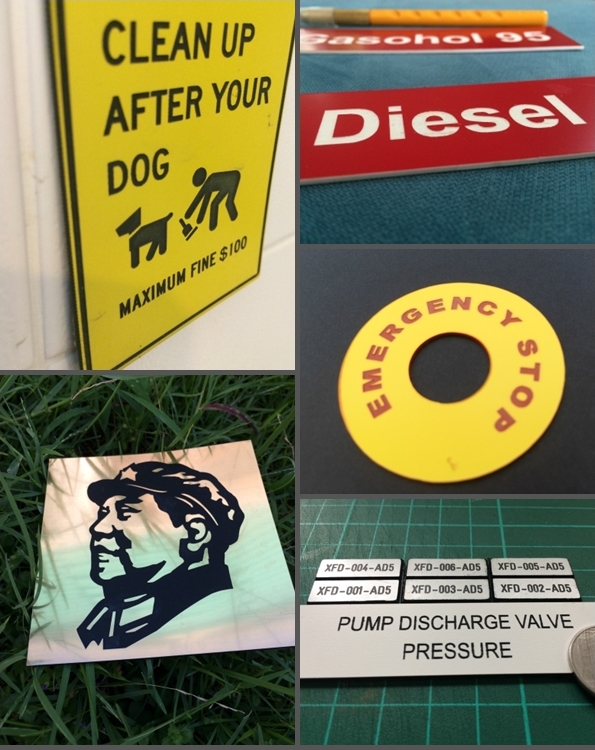 CLEAN UP
AFTER YOUR
DOG
MAXIMUM FINE $100
Gasohol 95
Diesel
EMERGENCY STOP
XFD-004-AD5 XFD-006-AD5 XFD-005-AD5
XFD-001-AD5 XFD-003-AD5 XFD-002-AD5
PUMP DISCHARGE VALVE
PRESSURE